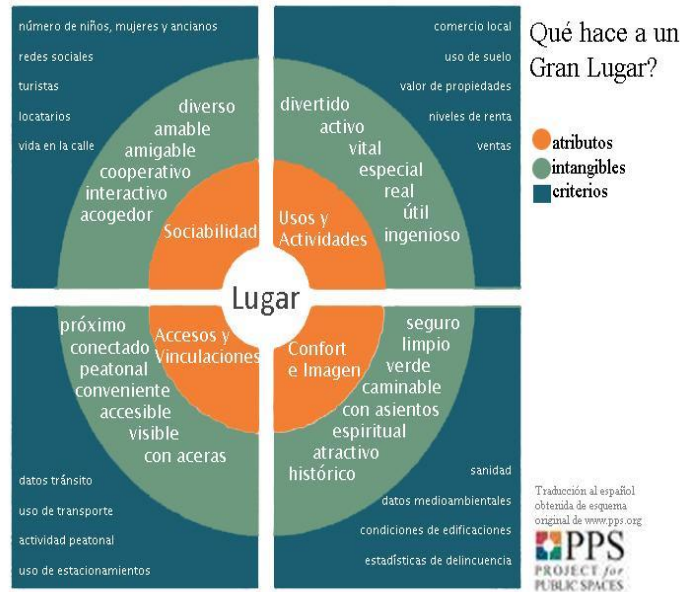 Qué hace a un
Gran Lugar?
atributos
intangibles
criterios
número de niños, mujeres y ancianos
redes sociales
turistas
locatarios
vida en la calle
diverso
amable
amigable
cooperativo
interactivo
acogedor
Sociabilidad
comercio local
uso de suelo
valor de propiedades
niveles de renta
ventas
divertido
activo
vital
especial
real
útil
ingenioso
Usos y
Actividades
Lugar
próximo
conectado
peatonal
conveniente
accesible
visible
con aceras
Accesos y
Vinculaciones
datos tránsito
uso de transporte
actividad peatonal
uso de estacionamientos
Confort
e Imagen
seguro
limpio
verde
caminable
con asientos
espiritual
atractivo
histórico
sanidad
datos medioambientales
condiciones de edificaciones
estadísticas de delincuencia
Traducción al español
obtenida de esquema
original de www.pps.org
PPS
PROJECT for
PUBLIC SPACES